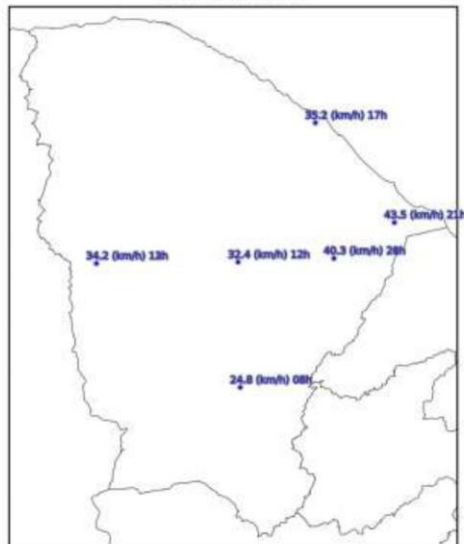 35.2 (km/h) 17h
43.5 (km/h) 21h
34.2 (km/h) 13h
32.4 (km/h) 12h
40.3 (km/h)
24.8 (km/h) 08h